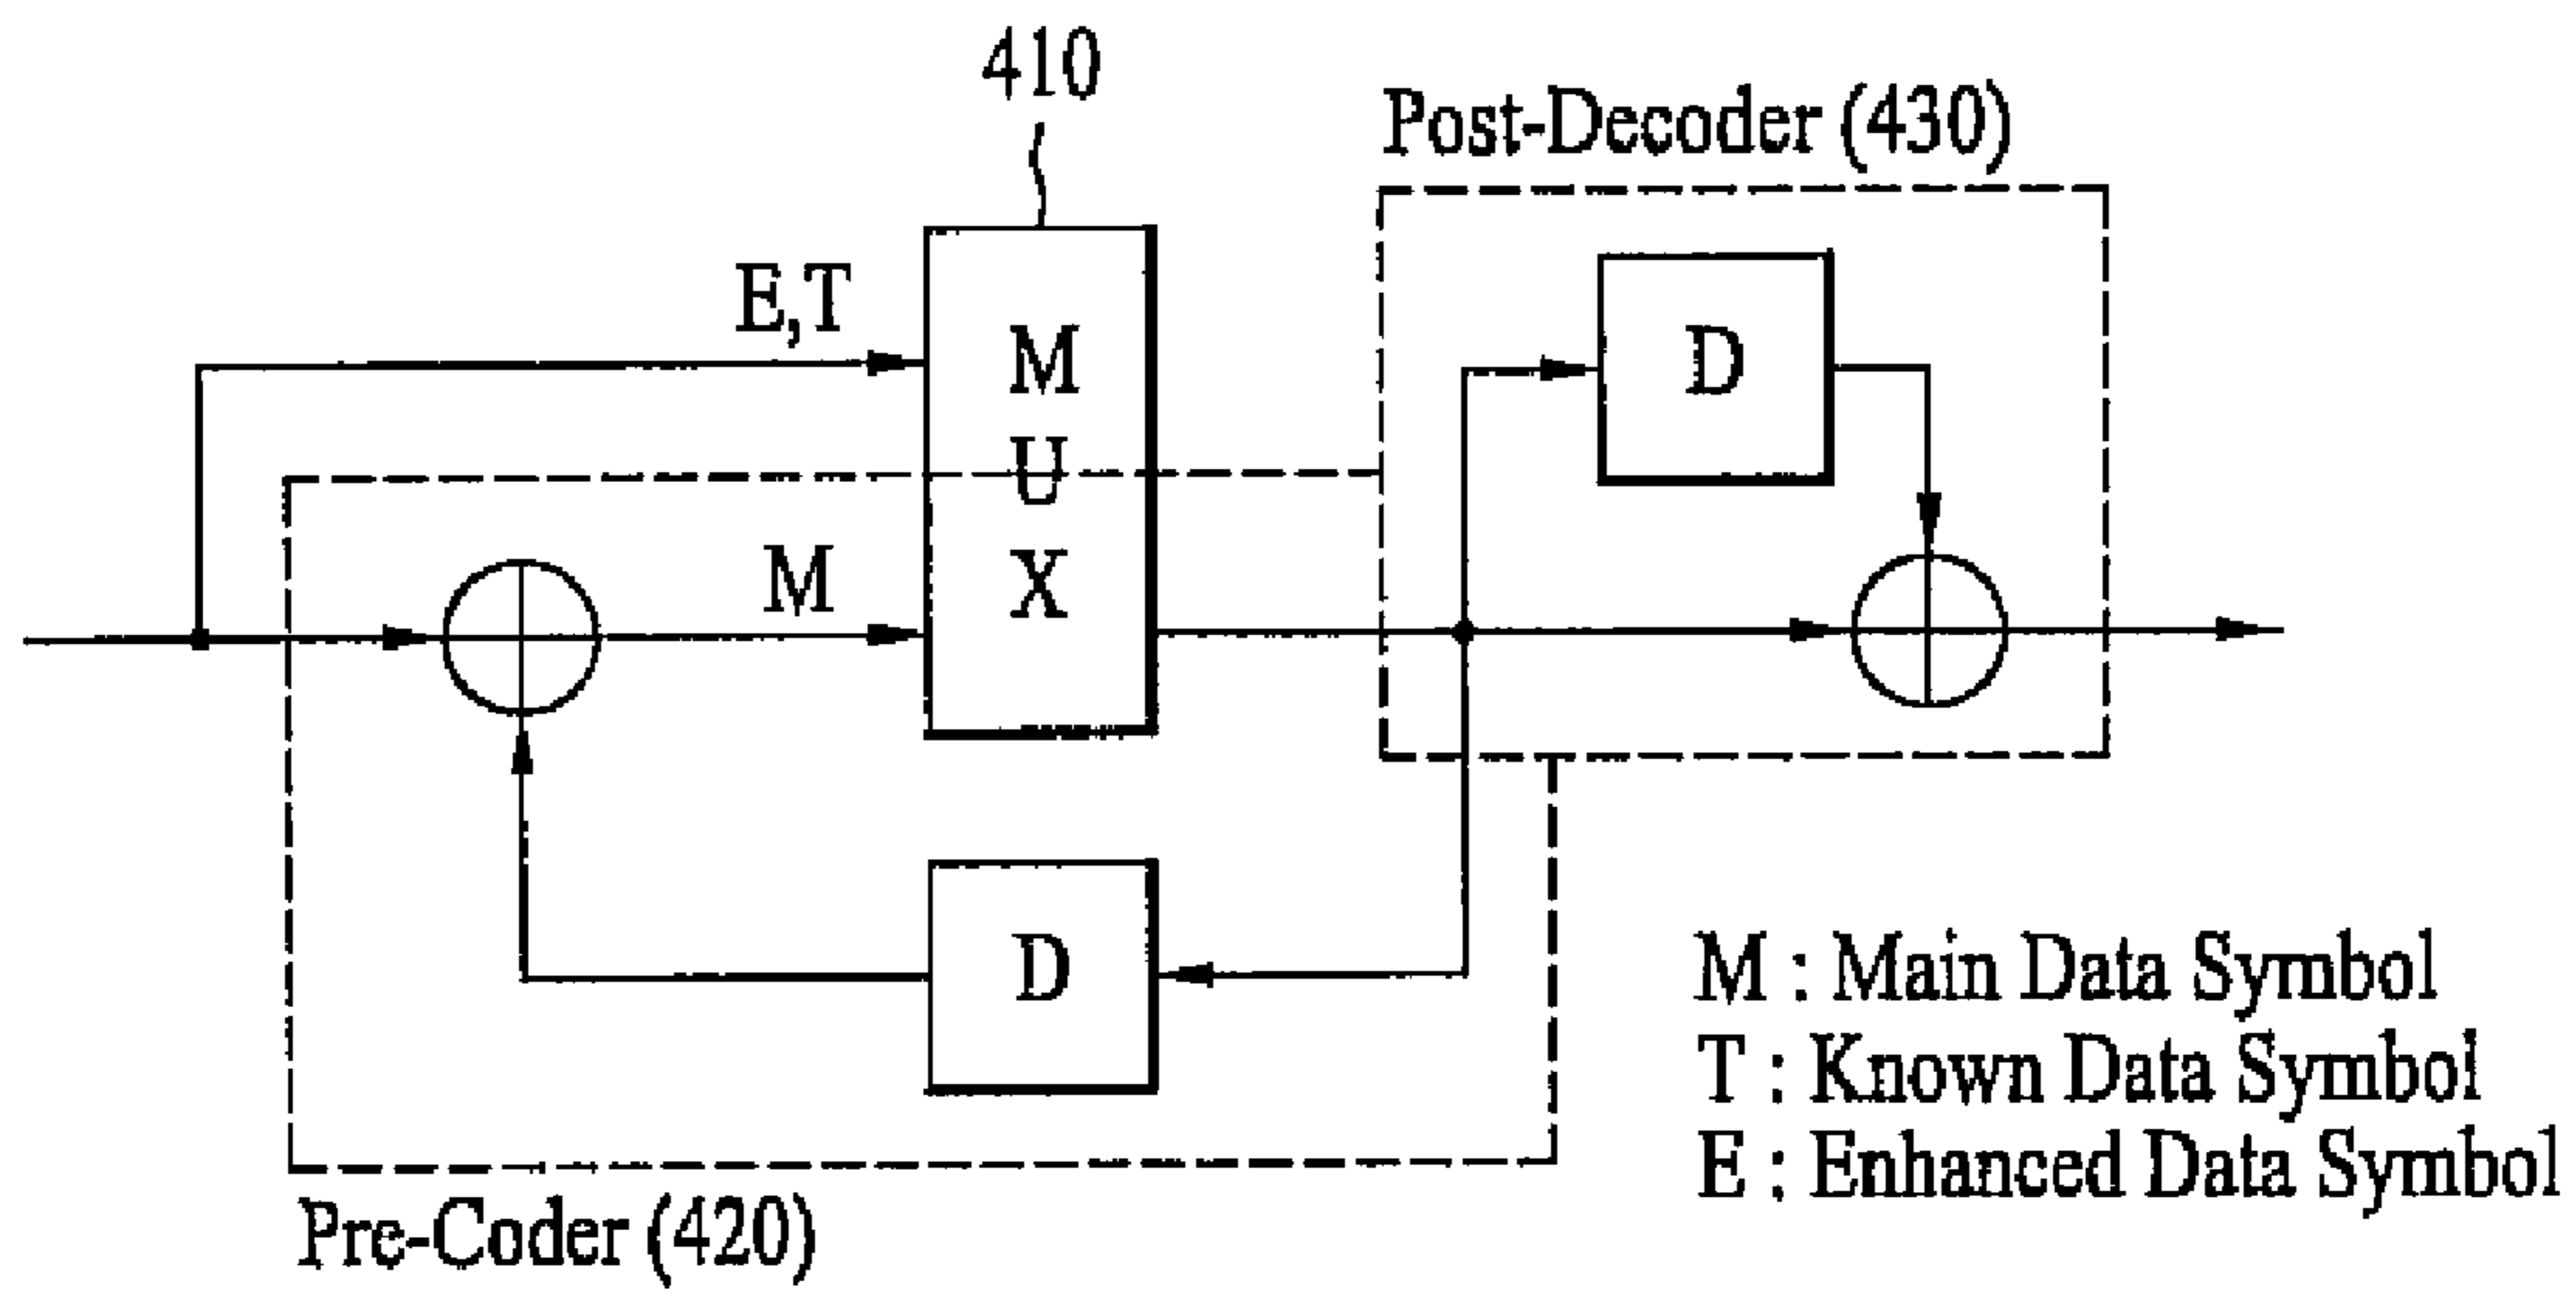 410
Post-Decoder (430)
E,T
M
U
X
D
M
D
M : Main Data Symbol
T : Known Data Symbol
E : Enhanced Data Symbol
Pre-Coder (420)